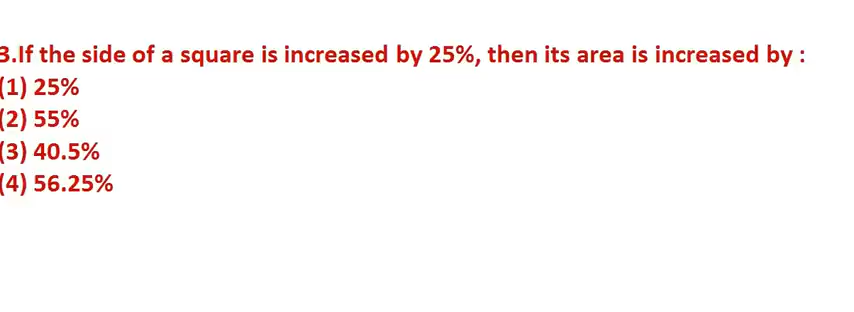 3.If the side of a square is increased by 25%, then its area is increased by :
(1) 25%
(2) 55%
(3) 40.5%
(4) 56.25%